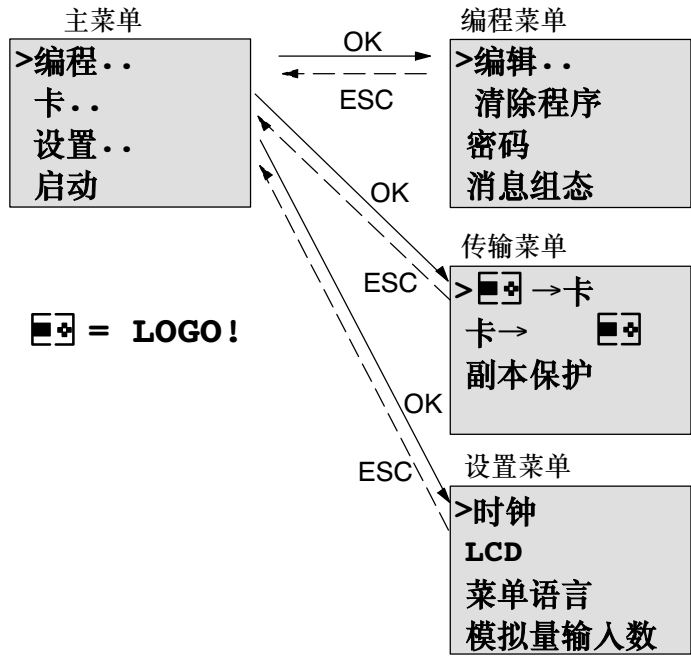 主菜单
>编程..
卡..
设置..
启动
OK
ESC
编程菜单
>编辑..
清除程序
密码
消息组态
OK
ESC
传输菜单
> →卡
卡→
副本保护
= LOGO!
OK
ESC
设置菜单
>时钟
LCD
菜单语言
模拟量输入数